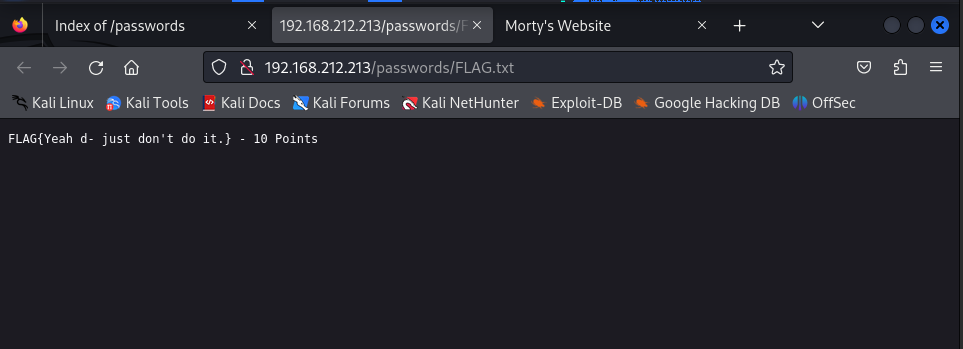 Index of /passwords
192.168.212.213/passwords/F
Morty's Website
192.168.212.213/passwords/FLAG.txt
Kali Linux
Kali Tools
Kali Docs
Kali Forums
Kali NetHunter
Exploit-DB
Google Hacking DB
OffSec
FLAG{Yeah d- just don't do it.} - 10 Points